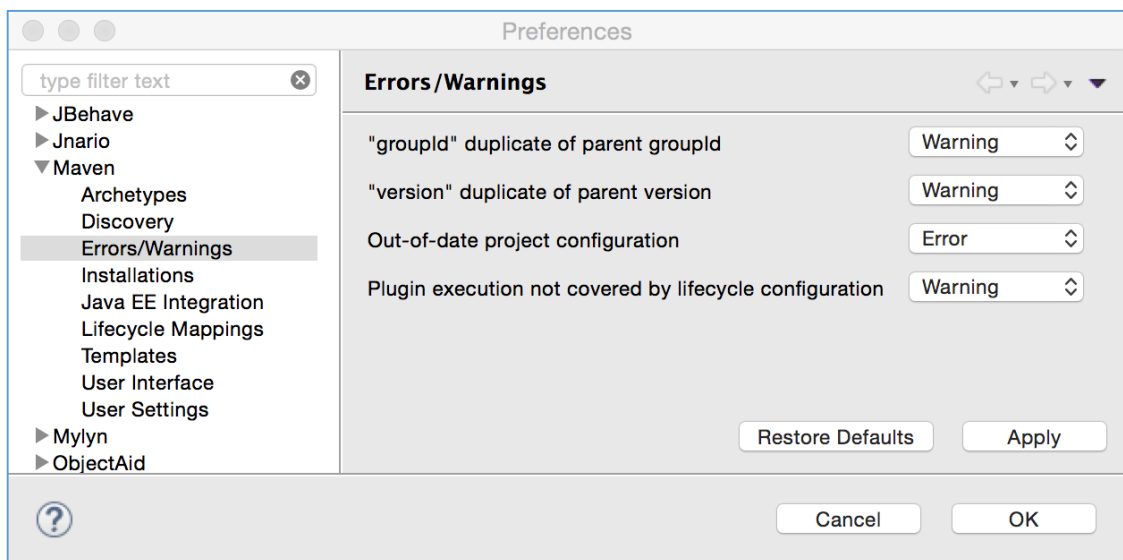 Preferences
type filter text
JBehave
Jnario
Maven
Archetypes
Discovery
Errors/Warnings
Installations
Java EE Integration
Lifecycle Mappings
Templates
User Interface
User Settings
Mylyn
ObjectAid
Errors/Warnings
"groupId" duplicate of parent groupId Warning
"version" duplicate of parent version Warning
Out-of-date project configuration Error
Plugin execution not covered by lifecycle configuration Warning
Restore Defaults Apply
? Cancel OK